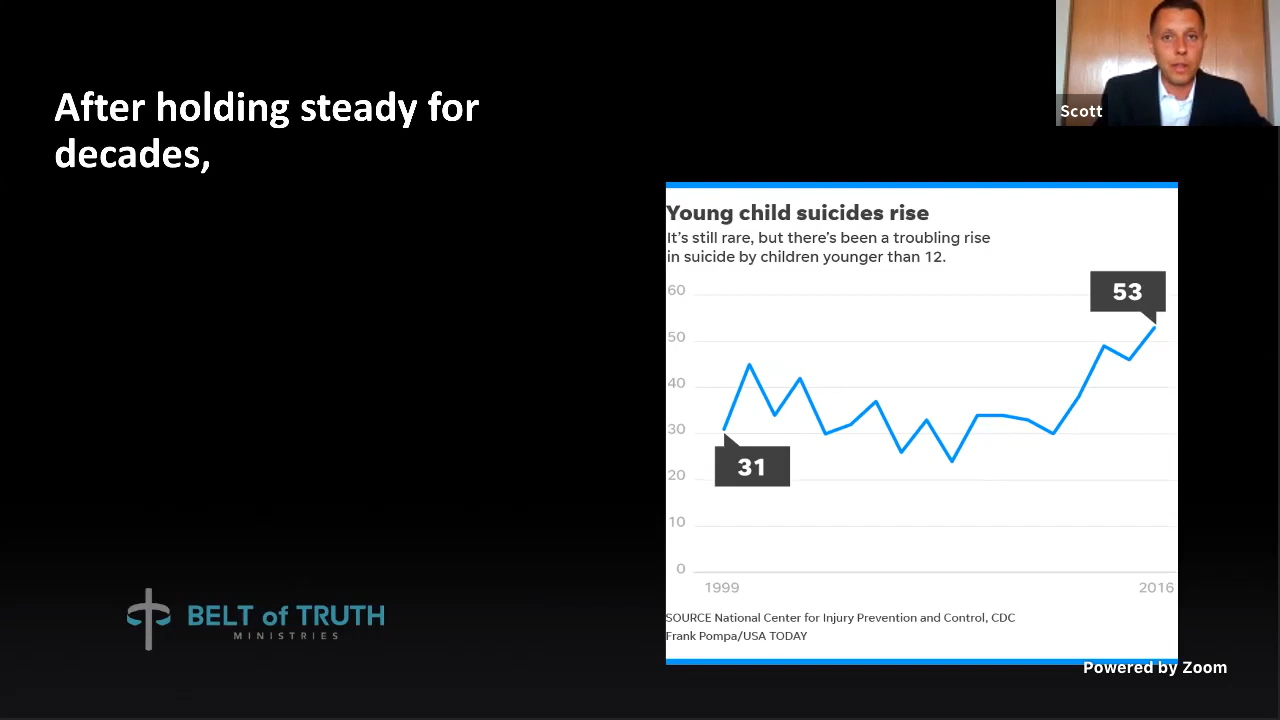 Scott
After holding steady for
decades,
Young child suicides rise
It's still rare, but there's been a troubling rise
in suicide by children younger than 12.
60
53
50
40
30
31
20
10
0
1999
2016
SOURCE National Center for Injury Prevention and Control, CDC
Frank Pompa/USA TODAY
BELT of TRUTH
MINISTRIES
Powered by Zoom